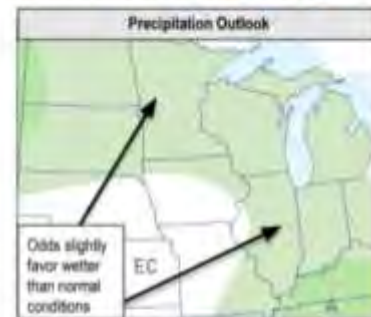 Precipitation Outlook
Odds slightly
favor wetter
than normal
conditions
EC